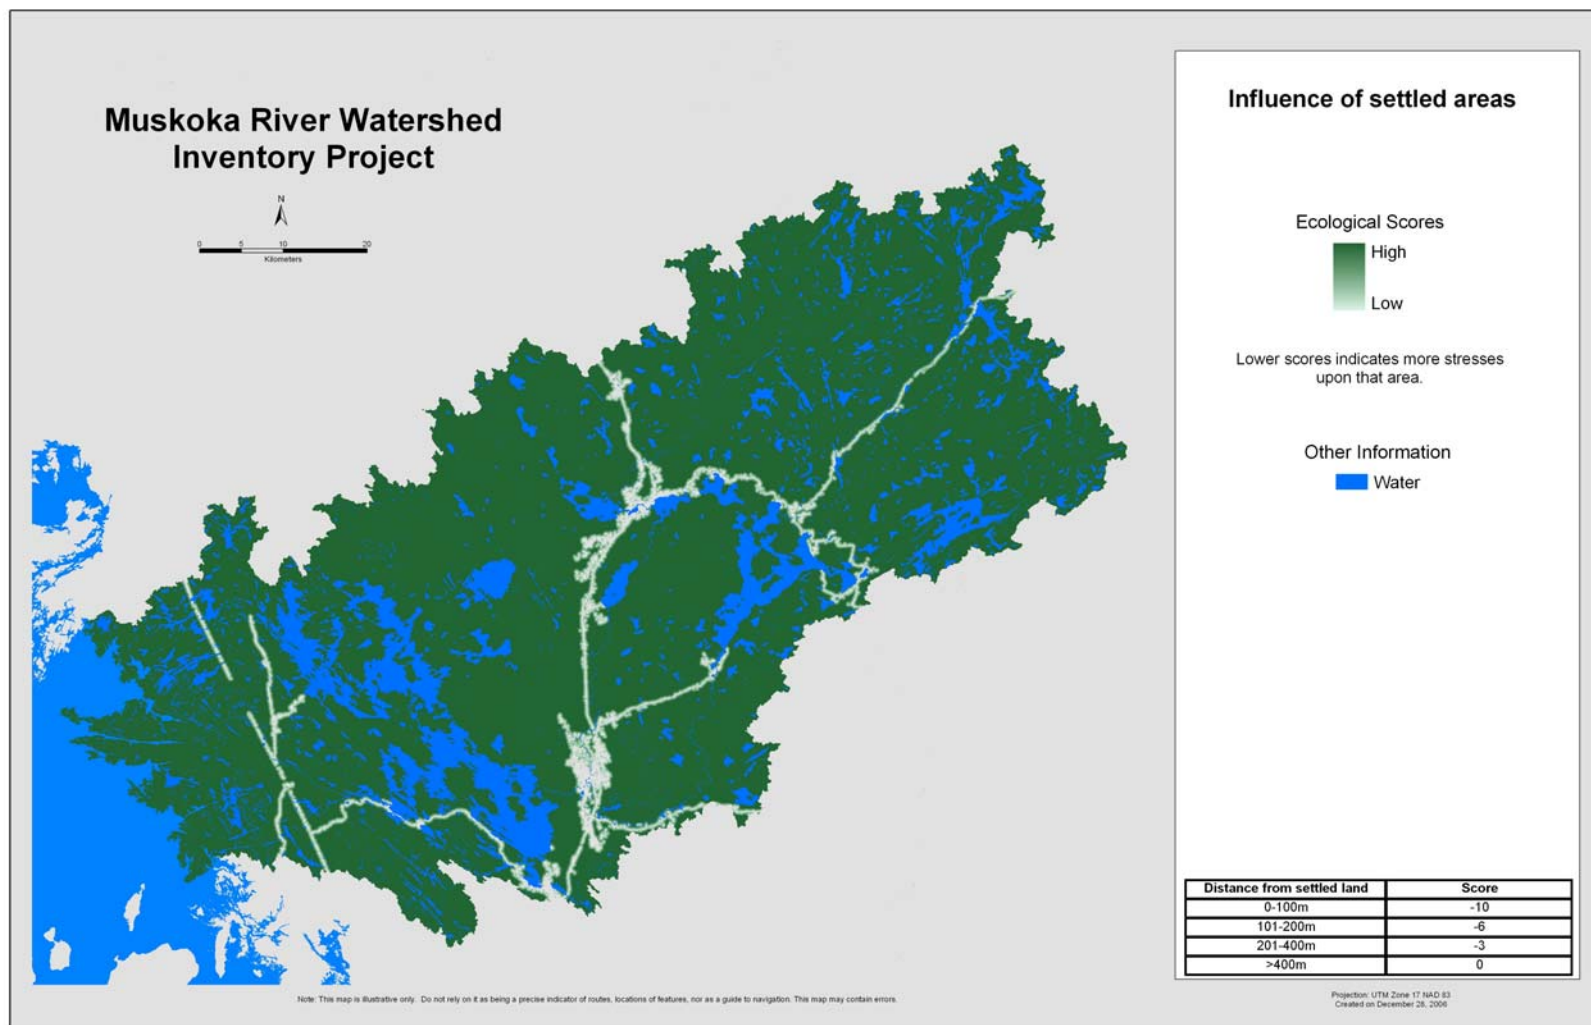 Muskoka River Watershed
Inventory Project
N
0 5 10 20
Kilometers
Influence of settled areas
Ecological Scores
High
Low
Lower scores indicates more stresses
upon that area.
Other Information
Water
Distance from settled land Score
0-100m -10
101-200m -6
201-400m -3
>400m 0
Note: This map is illustrative only. Do not rely on it as being a precise indicator of routes, locations of features, nor as a guide to navigation. This map may contain errors.
Projection: UTM Zone 17 NAD 83
Created on December 28, 2006